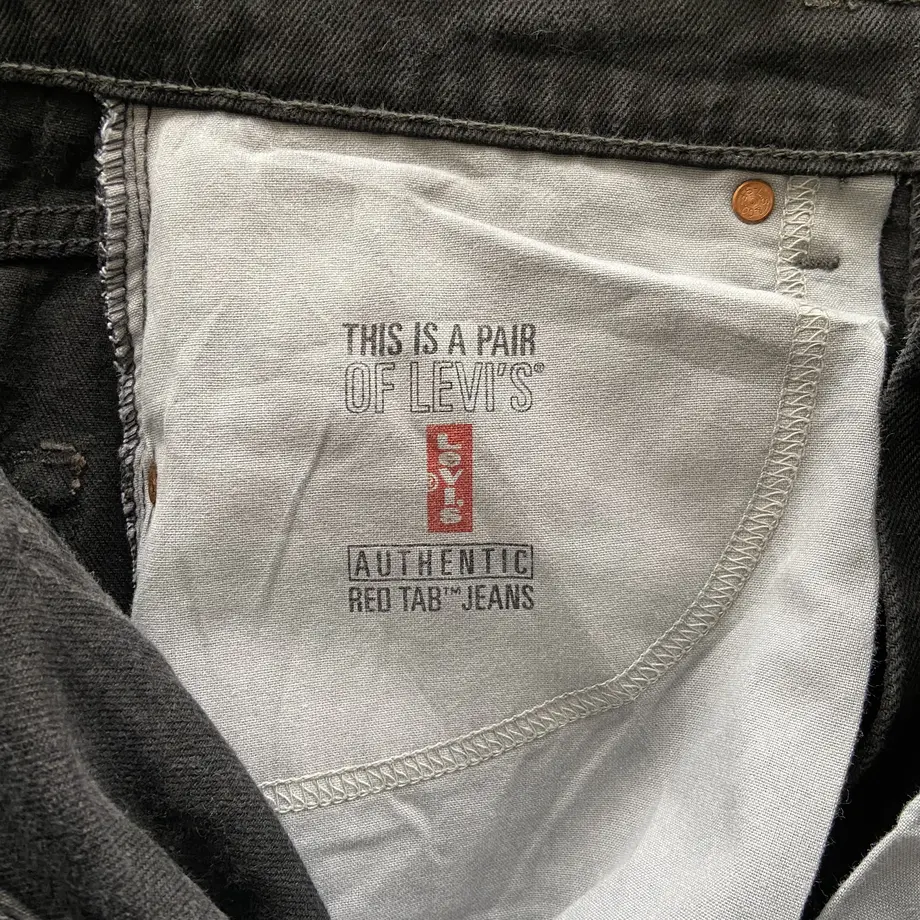 THIS IS A PAIR
OF LEVI'S®
Levi's®
AUTHENTIC
RED TAB™ JEANS